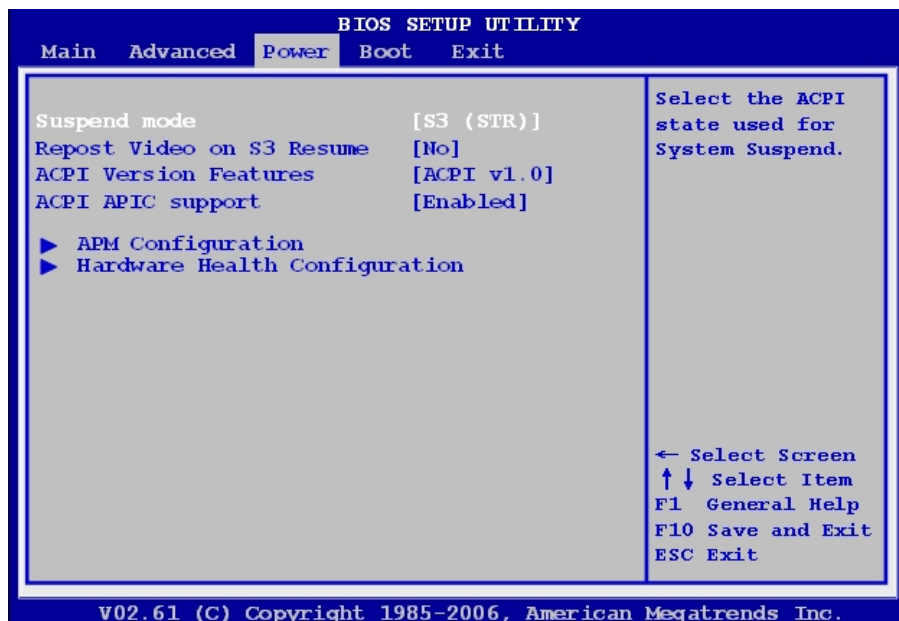 BIOS SETUP UTILITY
Main Advanced Power Boot Exit
Suspend mode [S3 (STR)]
Repost Video on S3 Resume [No]
ACPI Version Features [ACPI v1.0]
ACPI APIC support [Enabled]
▶ APM Configuration
▶ Hardware Health Configuration
Select the ACPI
state used for
System Suspend.
← Select Screen
↑↓ Select Item
F1 General Help
F10 Save and Exit
ESC Exit
V02.61 (C) Copyright 1985-2006, American Megatrends Inc.